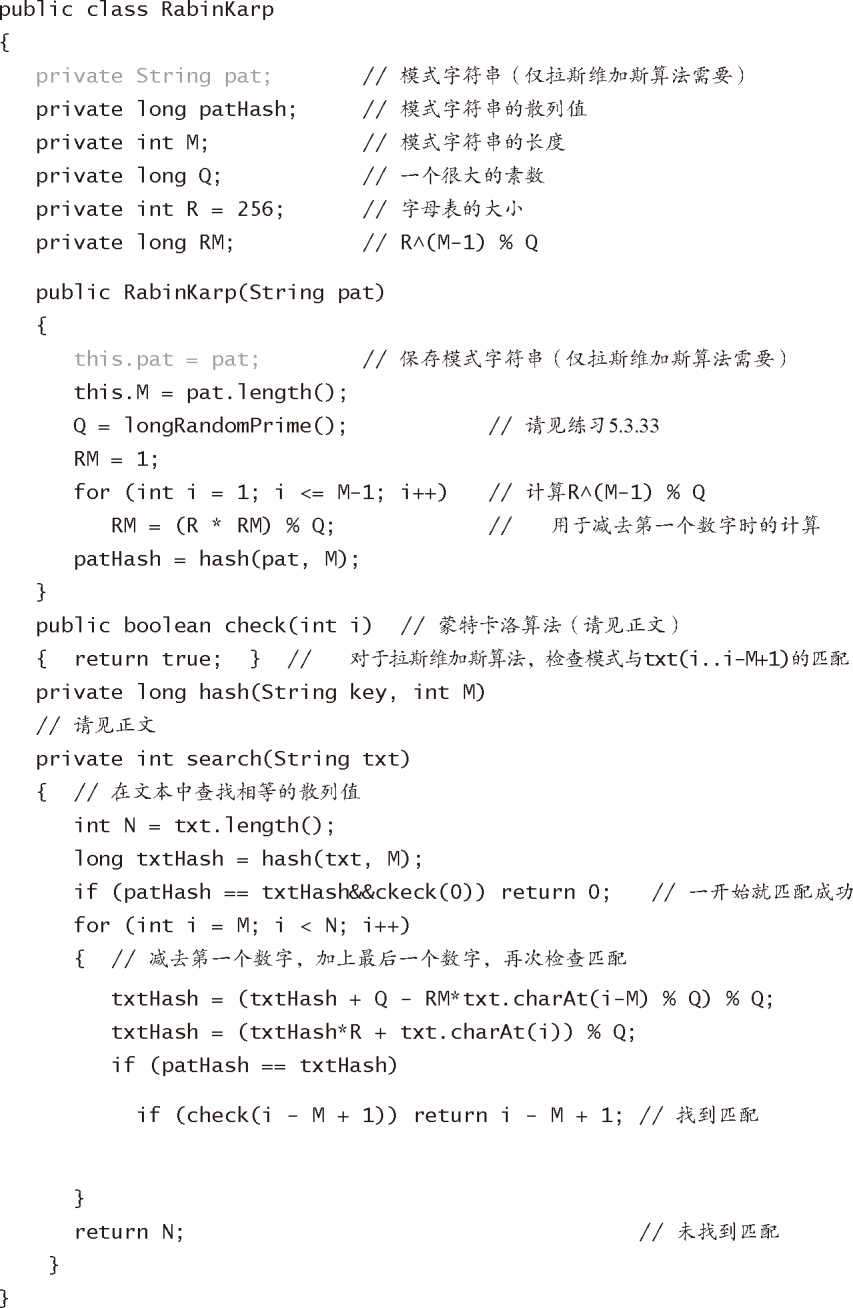 public class RabinKarp
{
private String pat; // 模式字符串（仅拉斯维加斯算法需要）
private long patHash; // 模式字符串的散列值
private int M; // 模式字符串的长度
private long Q; // 一个很大的素数
private int R = 256; // 字母表的大小
private long RM; // R^(M-1) % Q
public RabinKarp(String pat)
{
this.pat = pat; // 保存模式字符串（仅拉斯维加斯算法需要）
this.M = pat.length();
Q = longRandomPrime(); // 请见练习5.3.33
RM = 1;
for (int i = 1; i <= M-1; i++) // 计算R^(M-1) % Q
RM = (R * RM) % Q; // 用于减去第一个数字时的计算
patHash = hash(pat, M);
}
public boolean check(int i) // 蒙特卡洛算法（请见正文）
{ return true; } // 对于拉斯维加斯算法，检查模式与txt(i..i-M+1)的匹配
private long hash(String key, int M)
// 请见正文
private int search(String txt)
{ // 在文本中查找相等的散列值
int N = txt.length();
long txtHash = hash(txt, M);
if (patHash == txtHash&&ckeck(0)) return 0; // 一开始就匹配成功
for (int i = M; i < N; i++)
{ // 减去第一个数字，加上最后一个数字，再次检查匹配
txtHash = (txtHash + Q - RM*txt.charAt(i-M) % Q) % Q;
txtHash = (txtHash*R + txt.charAt(i)) % Q;
if (patHash == txtHash)
if (check(i - M + 1)) return i - M + 1; // 找到匹配
}
return N; // 未找到匹配
}
}